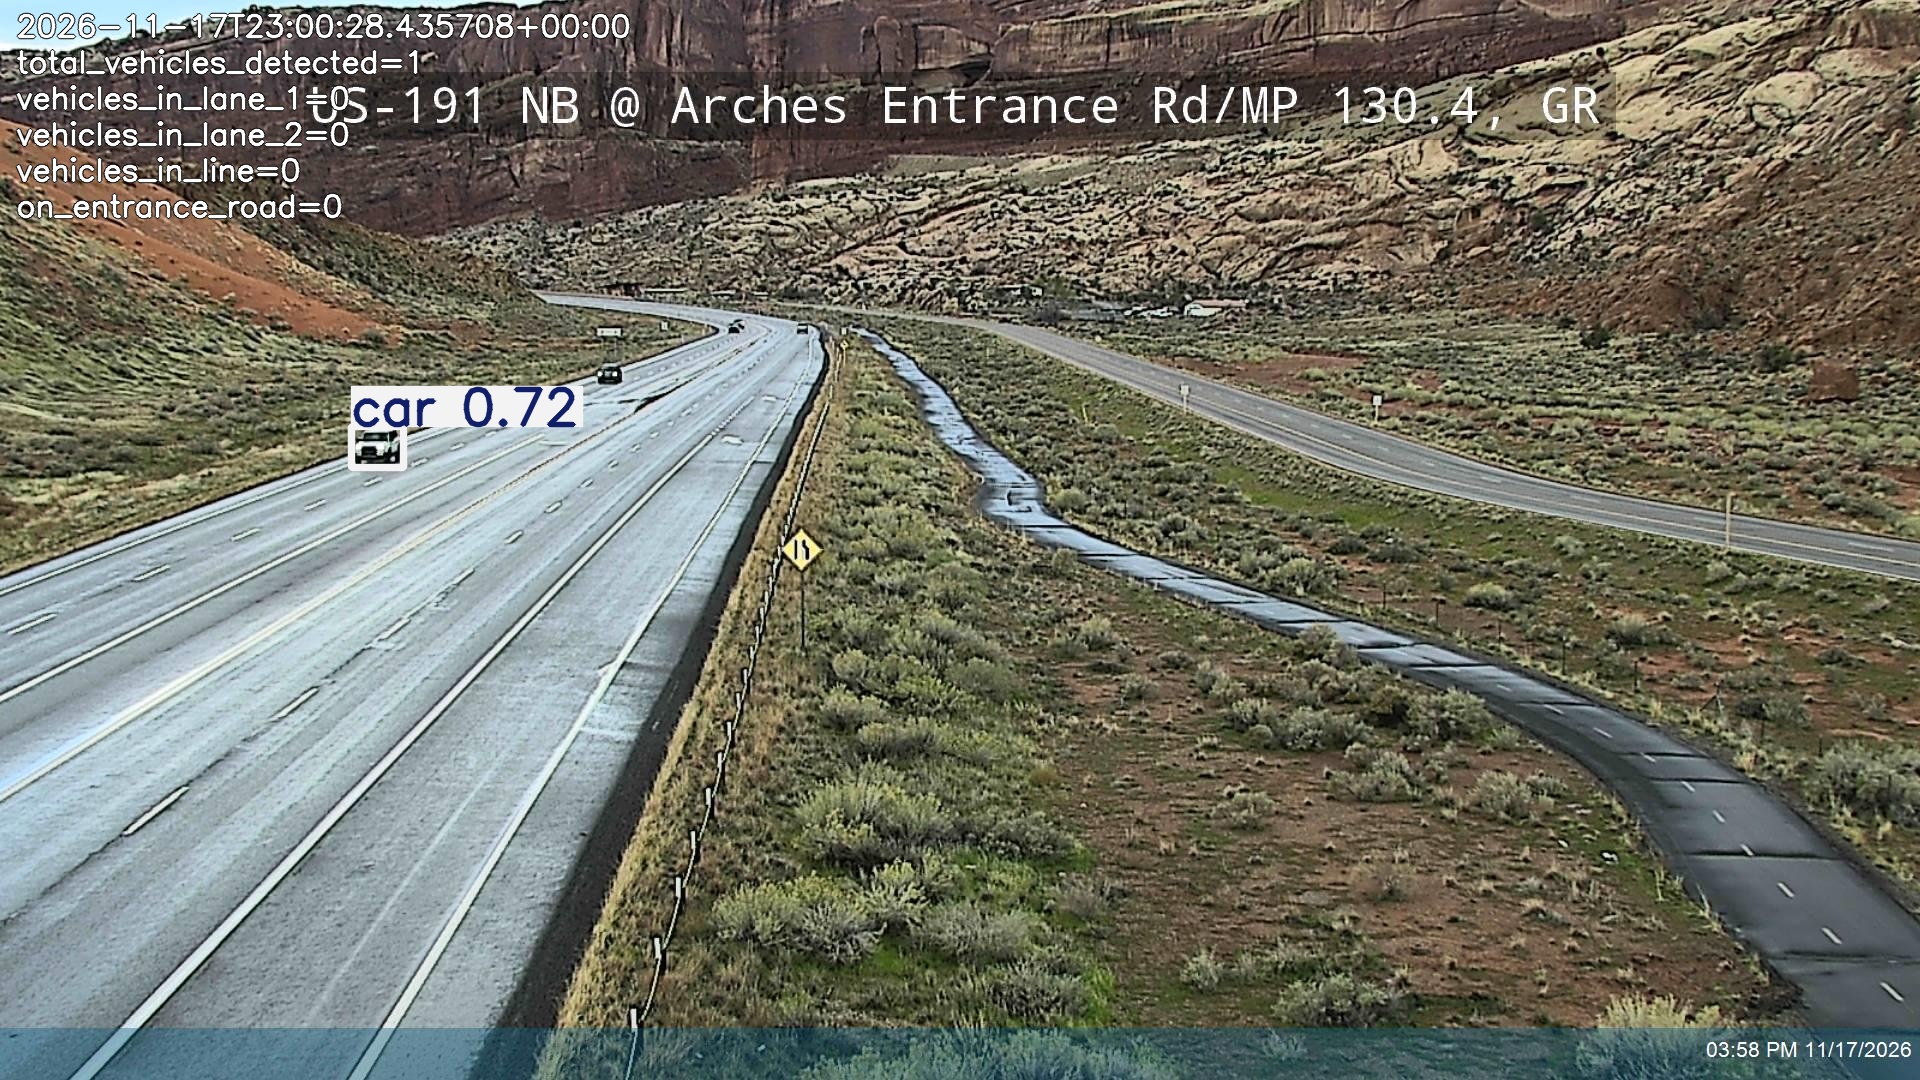 2026-11-17T23:00:28.435708+00:00
total_vehicles_detected=1
vehicles_in_lane_1=0
US-191 NB @ Arches Entrance Rd/MP 130.4, GR
vehicles_in_lane_2=0
vehicles_in_line=0
on_entrance_road=0
car 0.72
03:58 PM 11/17/2026